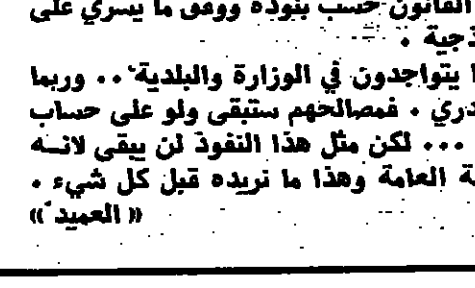 القانون حسب بنوده ووفق ما يسري على
ذجية .
ا يتواجدون في الوزارة والبلدية .. وربما
دري . فمصالحهم ستبقى ولو على حساب
... لكن مثل هذا النفوذ لن يبقى لانه
ة العامة وهذا ما نريده قبل كل شيء .
« العميد »